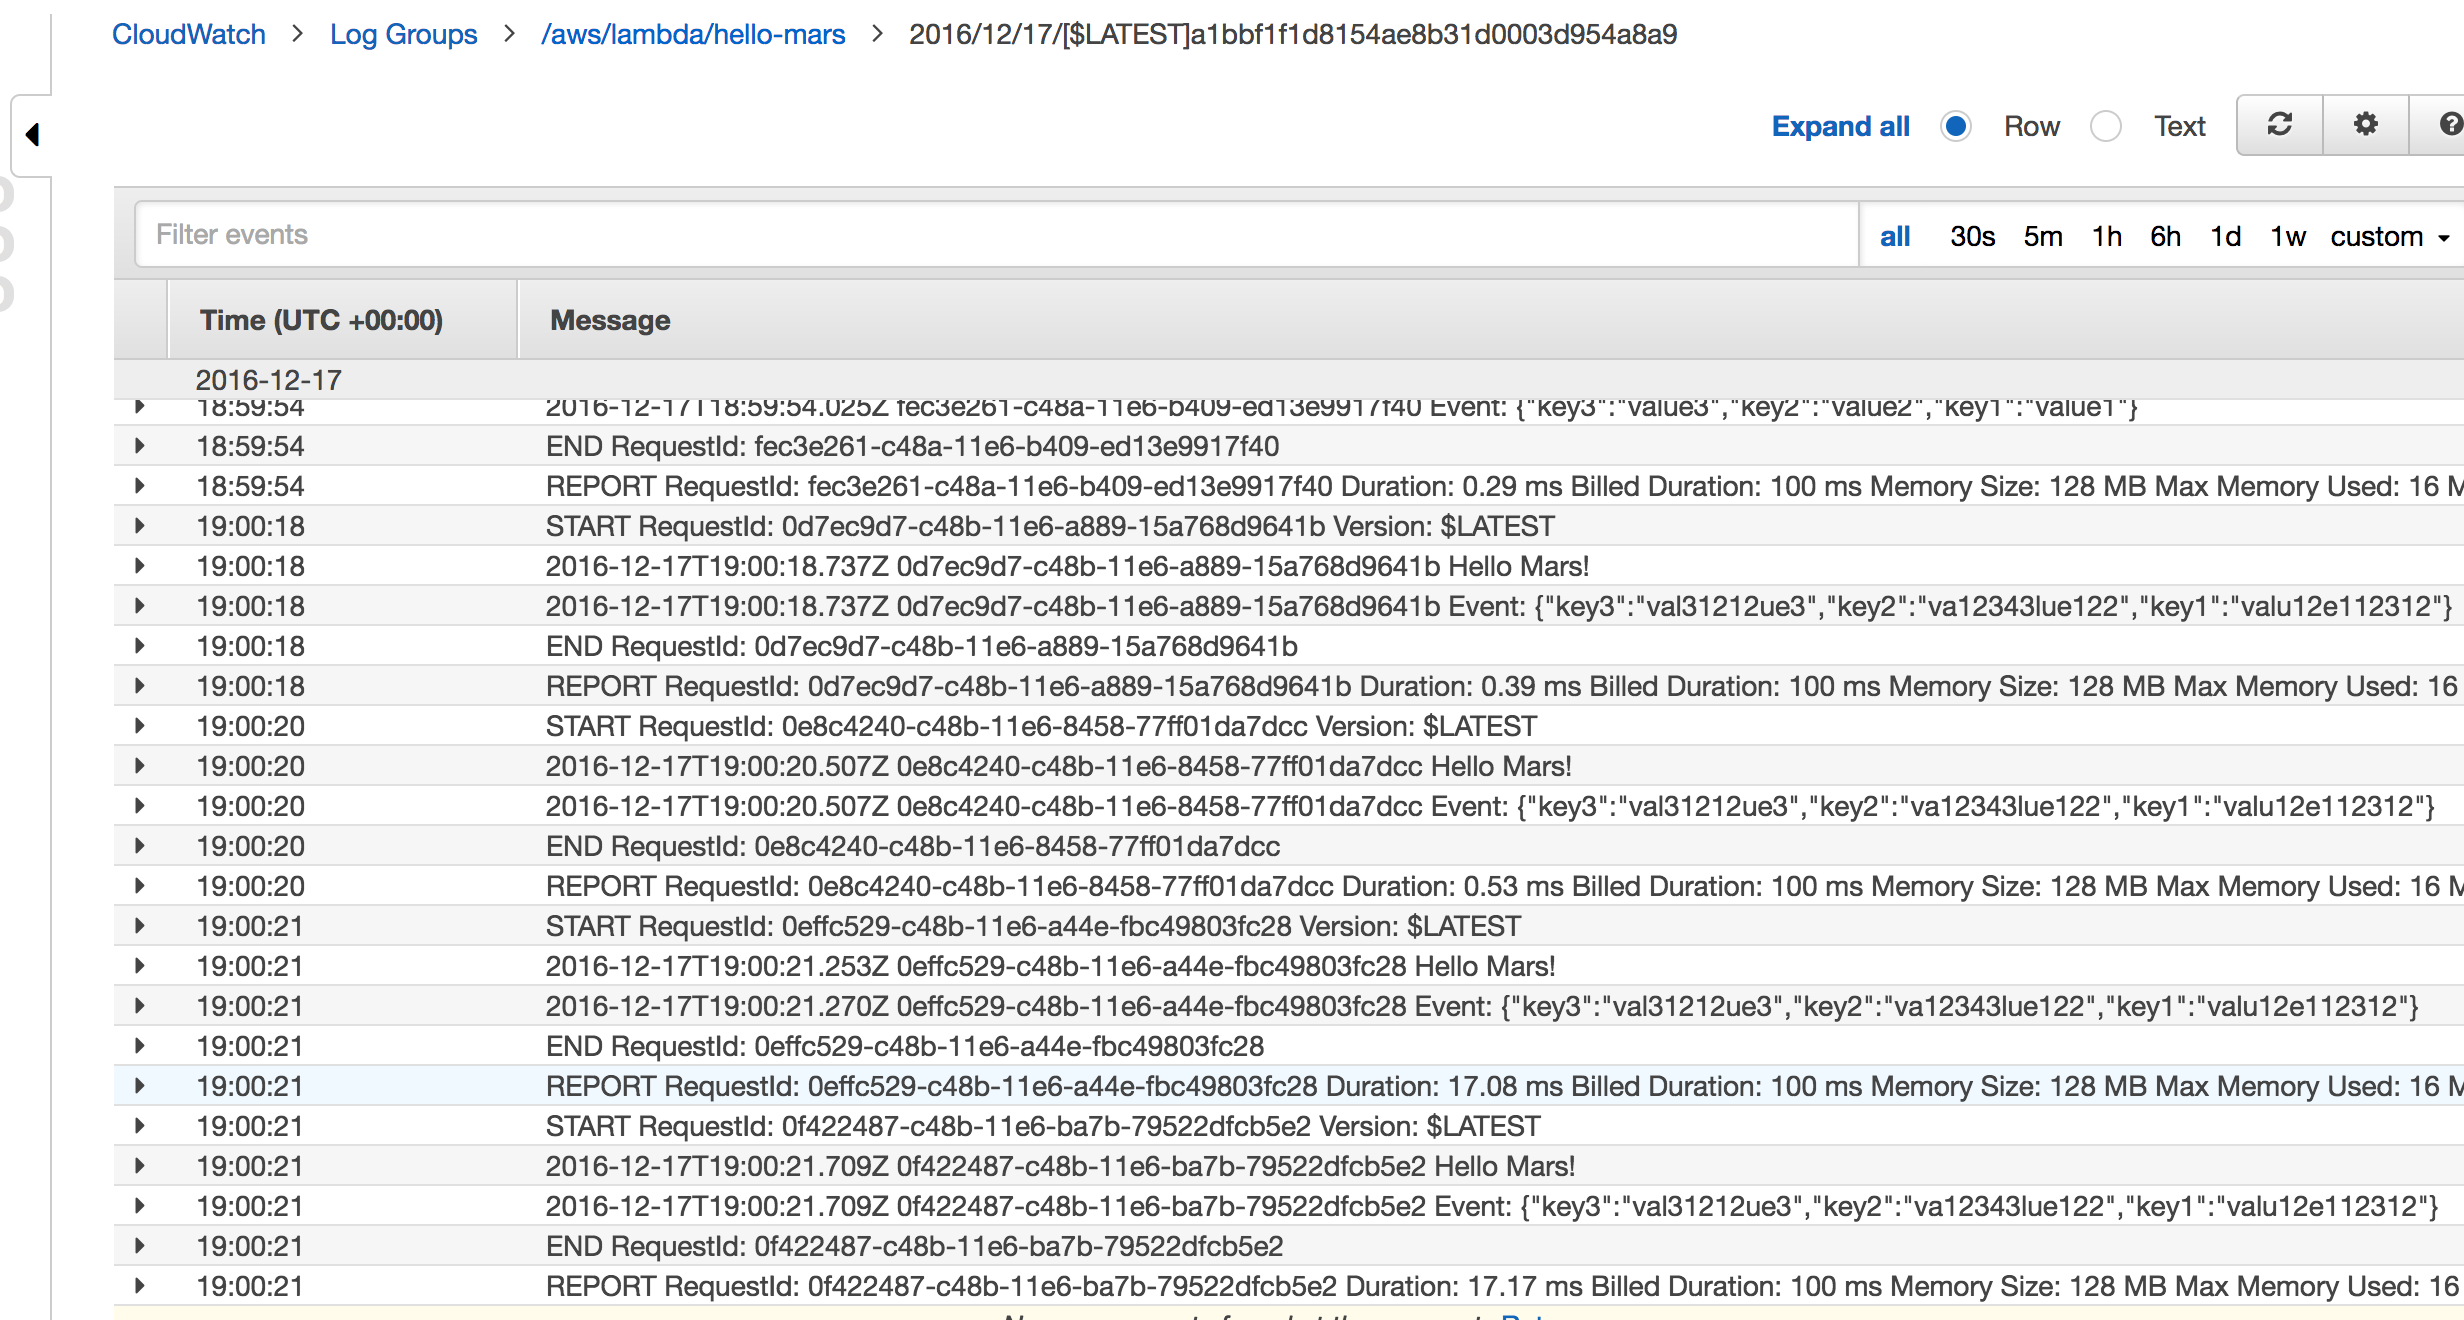 CloudWatch > Log Groups > /aws/lambda/hello-mars > 2016/12/17/[$LATEST]a1bbf1f1d8154ae8b31d0003d954a8a9
Expand all Row Text
Filter events all 30s 5m 1h 6h 1d 1w custom
Time (UTC +00:00) Message
2016-12-17
18:59:54 2016-12-17T18:59:54.025Z fec3e261-c48a-11e6-b409-ed13e9917f40 Event: {"key3":"value3","key2":"value2","key1":"value1"}
18:59:54 END RequestId: fec3e261-c48a-11e6-b409-ed13e9917f40
18:59:54 REPORT RequestId: fec3e261-c48a-11e6-b409-ed13e9917f40 Duration: 0.29 ms Billed Duration: 100 ms Memory Size: 128 MB Max Memory Used: 16 M
19:00:18 START RequestId: 0d7ec9d7-c48b-11e6-a889-15a768d9641b Version: $LATEST
19:00:18 2016-12-17T19:00:18.737Z 0d7ec9d7-c48b-11e6-a889-15a768d9641b Hello Mars!
19:00:18 2016-12-17T19:00:18.737Z 0d7ec9d7-c48b-11e6-a889-15a768d9641b Event: {"key3":"val31212ue3","key2":"va12343lue122","key1":"valu12e112312"}
19:00:18 END RequestId: 0d7ec9d7-c48b-11e6-a889-15a768d9641b
19:00:18 REPORT RequestId: 0d7ec9d7-c48b-11e6-a889-15a768d9641b Duration: 0.39 ms Billed Duration: 100 ms Memory Size: 128 MB Max Memory Used: 16
19:00:20 START RequestId: 0e8c4240-c48b-11e6-8458-77ff01da7dcc Version: $LATEST
19:00:20 2016-12-17T19:00:20.507Z 0e8c4240-c48b-11e6-8458-77ff01da7dcc Hello Mars!
19:00:20 2016-12-17T19:00:20.507Z 0e8c4240-c48b-11e6-8458-77ff01da7dcc Event: {"key3":"val31212ue3","key2":"va12343lue122","key1":"valu12e112312"}
19:00:20 END RequestId: 0e8c4240-c48b-11e6-8458-77ff01da7dcc
19:00:20 REPORT RequestId: 0e8c4240-c48b-11e6-8458-77ff01da7dcc Duration: 0.53 ms Billed Duration: 100 ms Memory Size: 128 MB Max Memory Used: 16 M
19:00:21 START RequestId: 0effc529-c48b-11e6-a44e-fbc49803fc28 Version: $LATEST
19:00:21 2016-12-17T19:00:21.253Z 0effc529-c48b-11e6-a44e-fbc49803fc28 Hello Mars!
19:00:21 2016-12-17T19:00:21.270Z 0effc529-c48b-11e6-a44e-fbc49803fc28 Event: {"key3":"val31212ue3","key2":"va12343lue122","key1":"valu12e112312"}
19:00:21 END RequestId: 0effc529-c48b-11e6-a44e-fbc49803fc28
19:00:21 REPORT RequestId: 0effc529-c48b-11e6-a44e-fbc49803fc28 Duration: 17.08 ms Billed Duration: 100 ms Memory Size: 128 MB Max Memory Used: 16 M
19:00:21 START RequestId: 0f422487-c48b-11e6-ba7b-79522dfcb5e2 Version: $LATEST
19:00:21 2016-12-17T19:00:21.709Z 0f422487-c48b-11e6-ba7b-79522dfcb5e2 Hello Mars!
19:00:21 2016-12-17T19:00:21.709Z 0f422487-c48b-11e6-ba7b-79522dfcb5e2 Event: {"key3":"val31212ue3","key2":"va12343lue122","key1":"valu12e112312"}
19:00:21 END RequestId: 0f422487-c48b-11e6-ba7b-79522dfcb5e2
19:00:21 REPORT RequestId: 0f422487-c48b-11e6-ba7b-79522dfcb5e2 Duration: 17.17 ms Billed Duration: 100 ms Memory Size: 128 MB Max Memory Used: 16